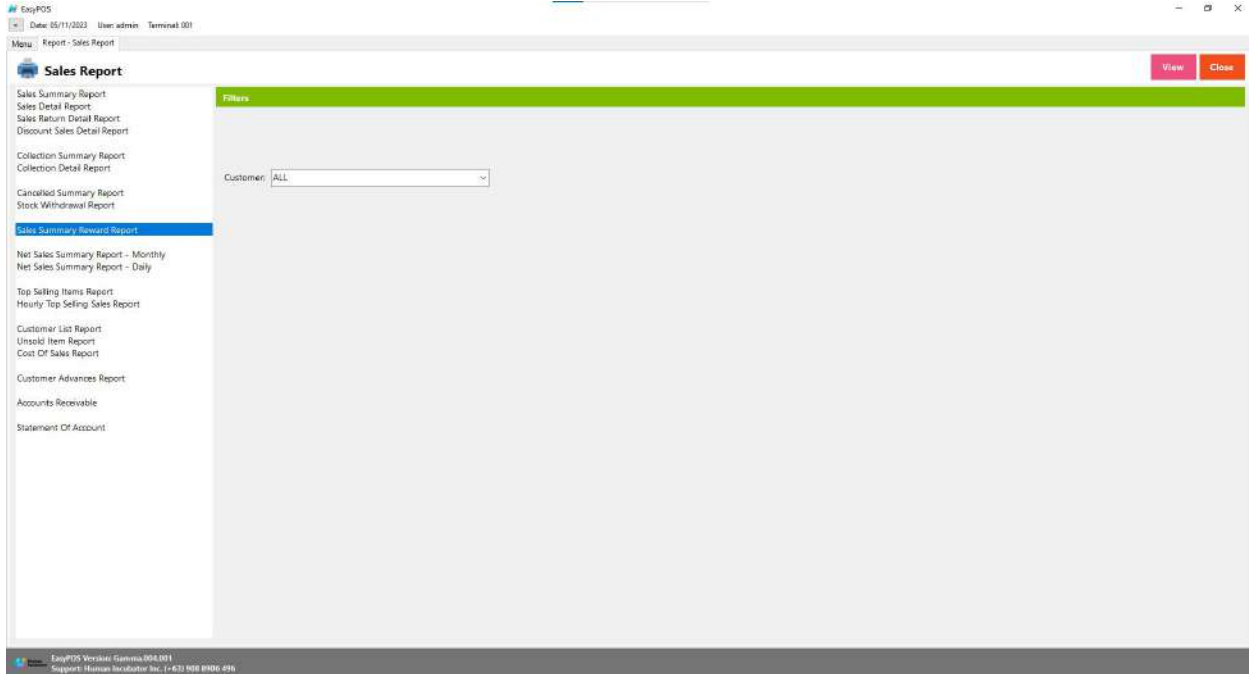 EasyPOS
Date: 05/11/2023 User: admin Terminal: 001
Menu Report - Sales Report
Sales Report
View Close
Sales Summary Report
Sales Detail Report
Sales Return Detail Report
Discount Sales Detail Report
Collection Summary Report
Collection Detail Report
Cancelled Summary Report
Stock Withdrawal Report
Sales Summary Reward Report
Net Sales Summary Report - Monthly
Net Sales Summary Report - Daily
Top Selling Items Report
Hourly Top Selling Sales Report
Customer List Report
Unsold Item Report
Cost Of Sales Report
Customer Advances Report
Accounts Receivable
Statement Of Account
Filters
Customer: ALL
EasyPOS Version: Gamma.004.001
Support: Human Incubator Inc. (+63) 908 8906 496